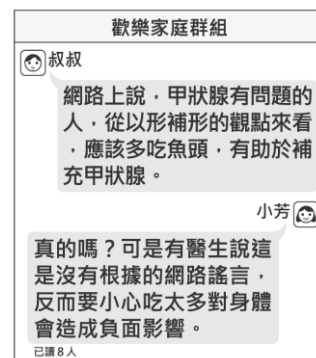 歡樂家庭群組
叔叔
網路上說，甲狀腺有問題的
人，從以形補形的觀點來看
，應該多吃魚頭，有助於補
充甲狀腺。
小芳
真的嗎？可是有醫生說這
是沒有根據的網路謠言，
反而要小心吃太多對身體
會造成負面影響。
已讀8人